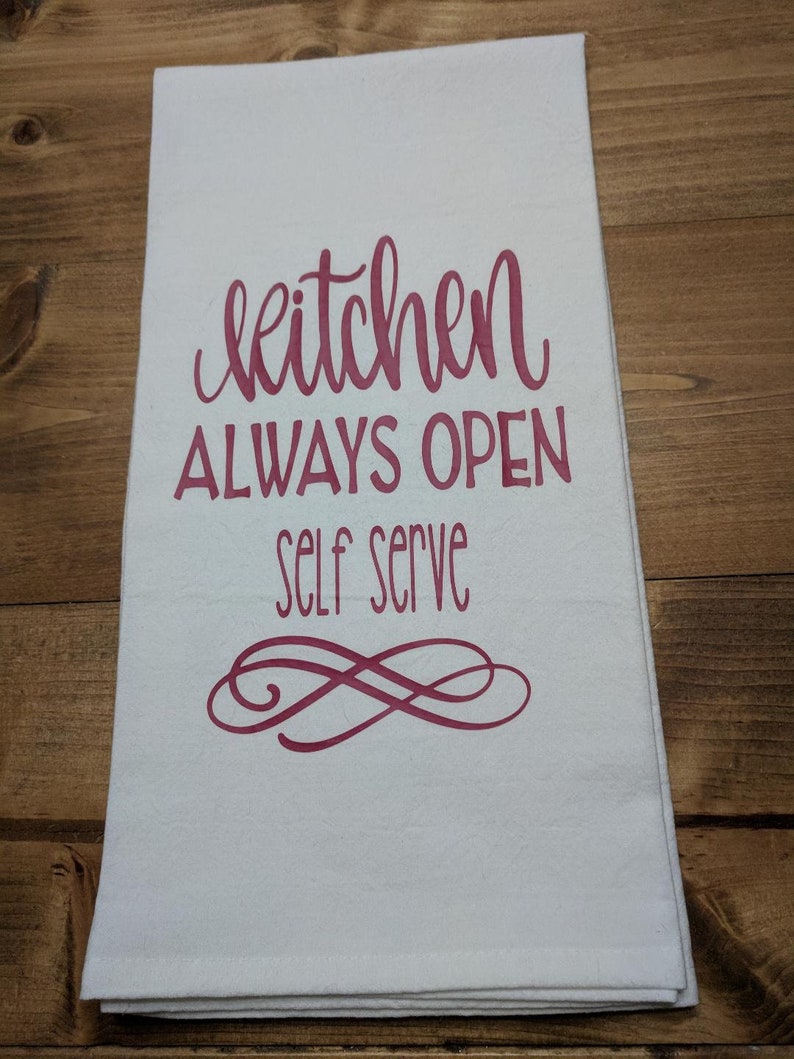 kitchen
ALWAYS OPEN
self serve